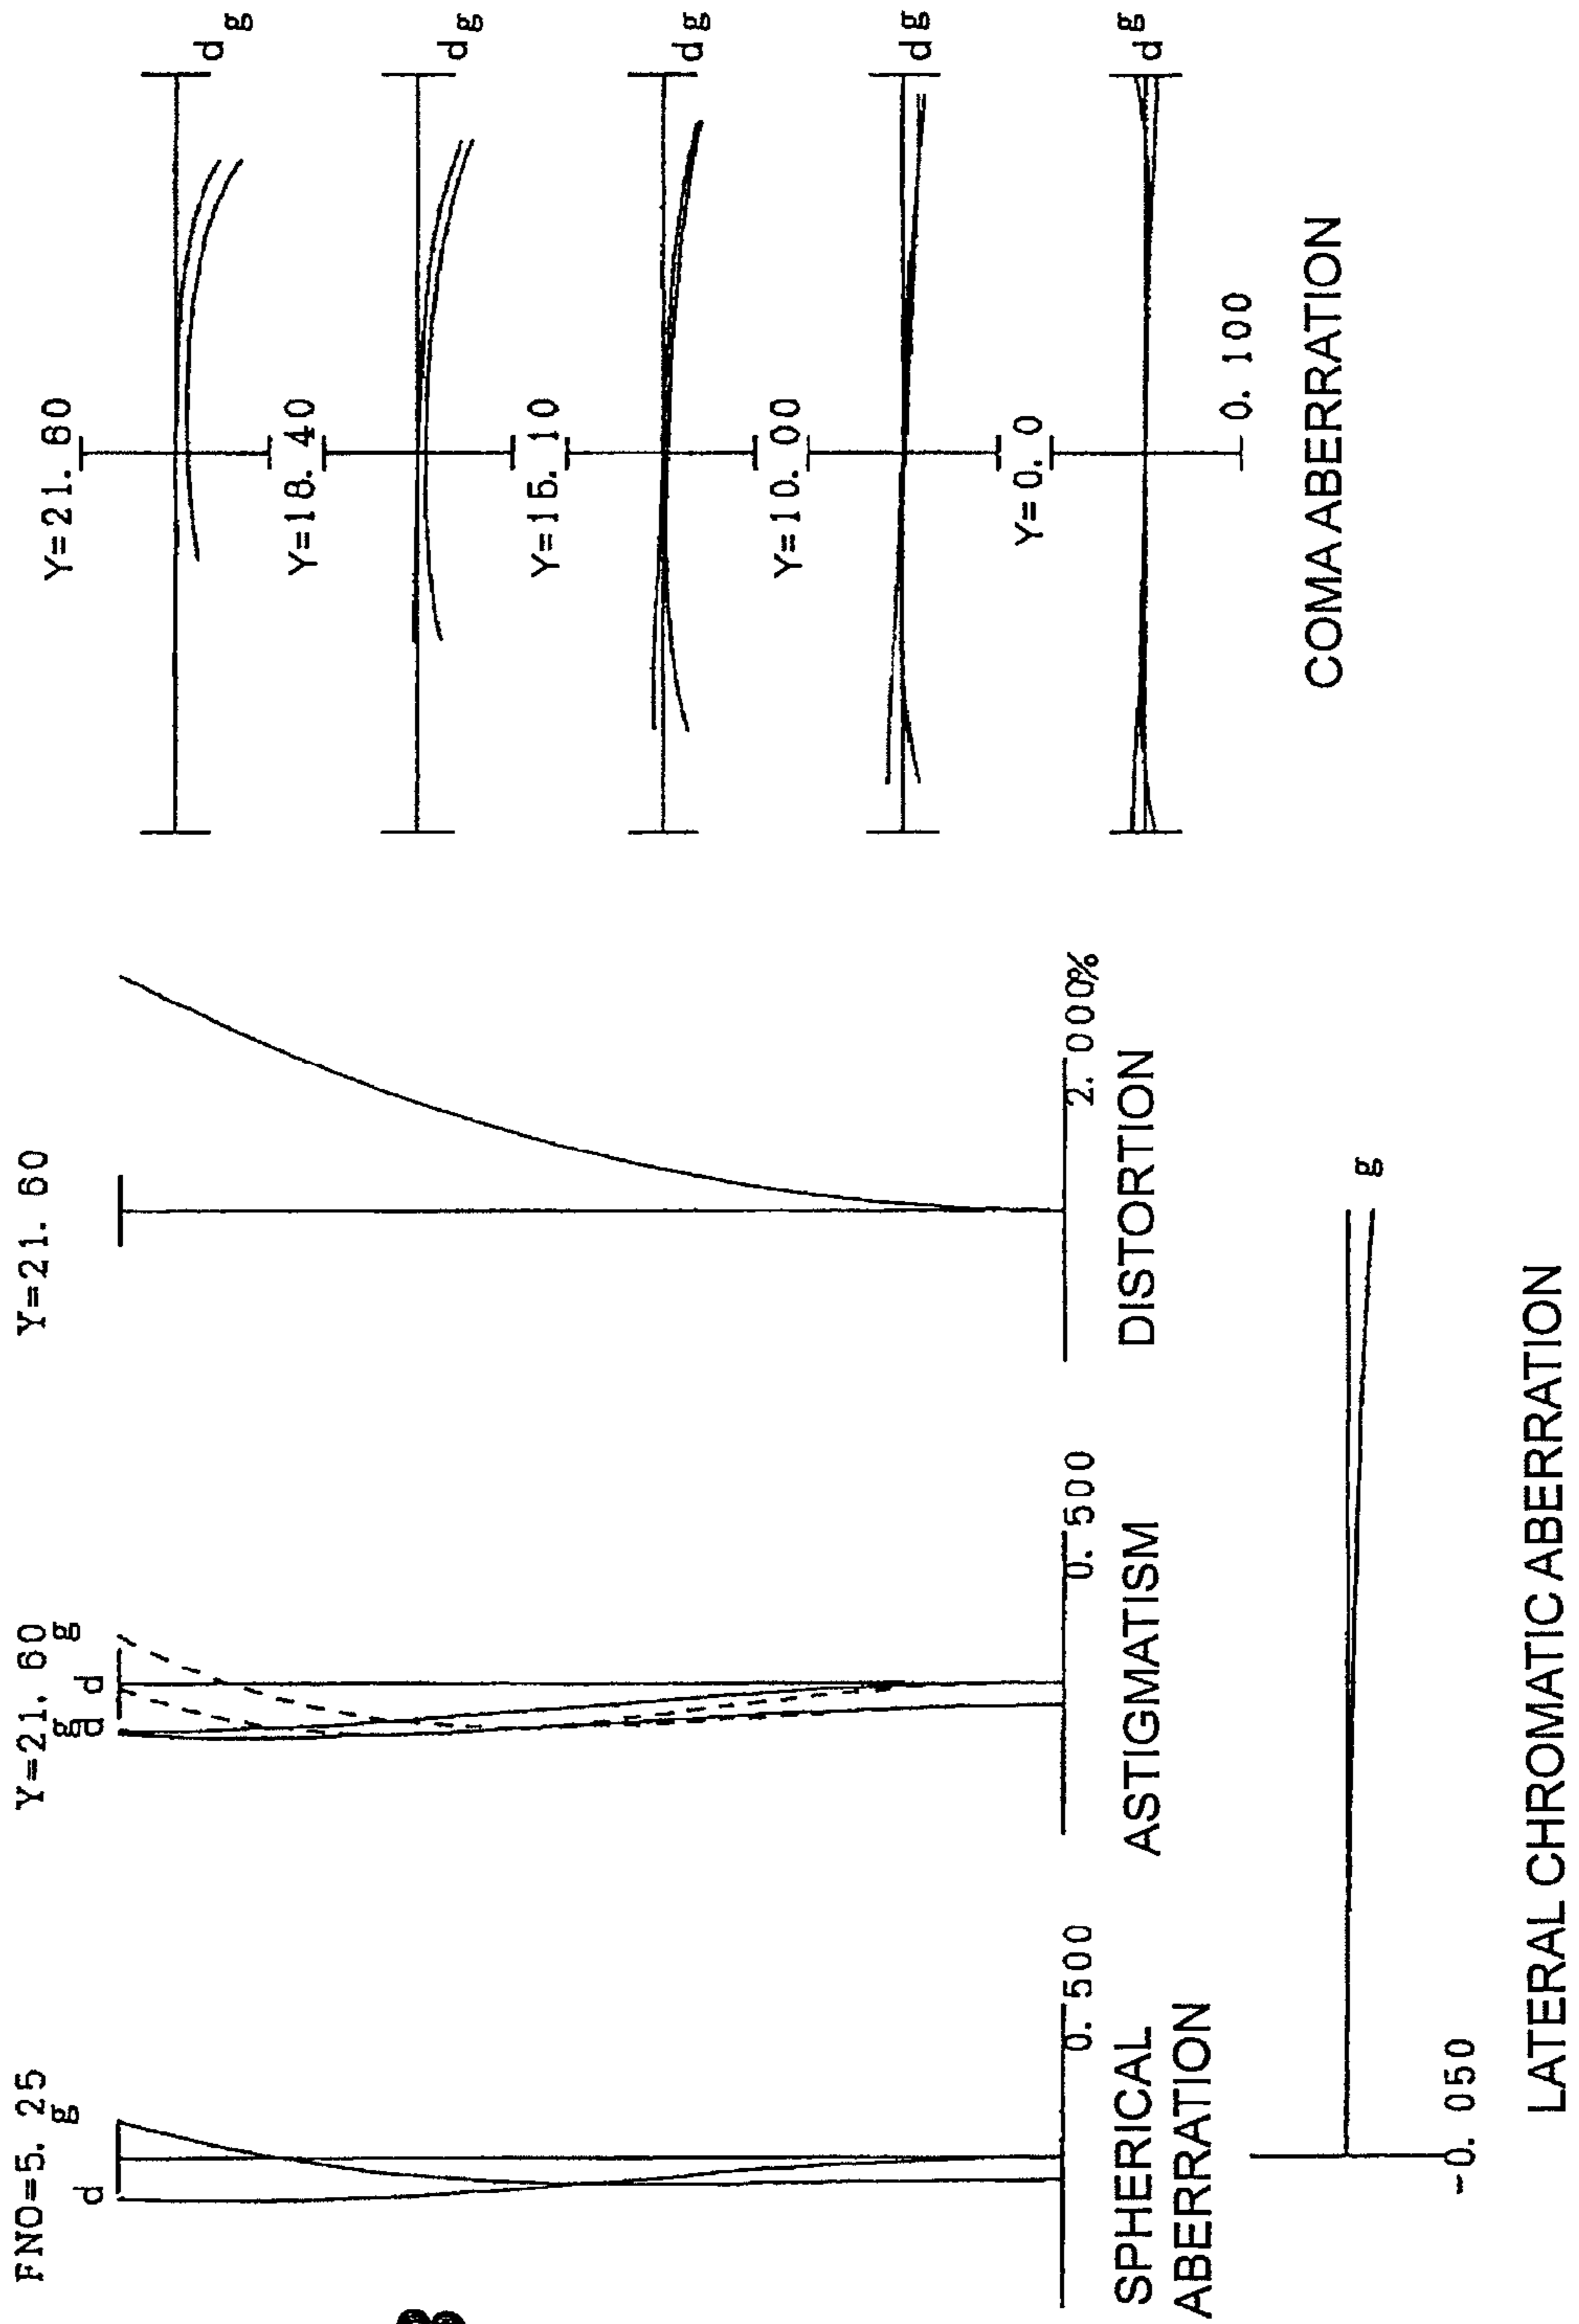 FNO=5. 25
d
g
0. 500
SPHERICAL
ABERRATION
Y=21. 60
g
d
d
g
0. 500
ASTIGMATISM
Y=21. 60
2. 000%
DISTORTION
Y=21. 60
d
g
Y=18. 40
d
g
Y=15. 10
d
g
Y=10. 00
d
g
Y=0. 0
d
g
0. 100
COMA ABERRATION
g
-0. 050
LATERAL CHROMATIC ABERRATION